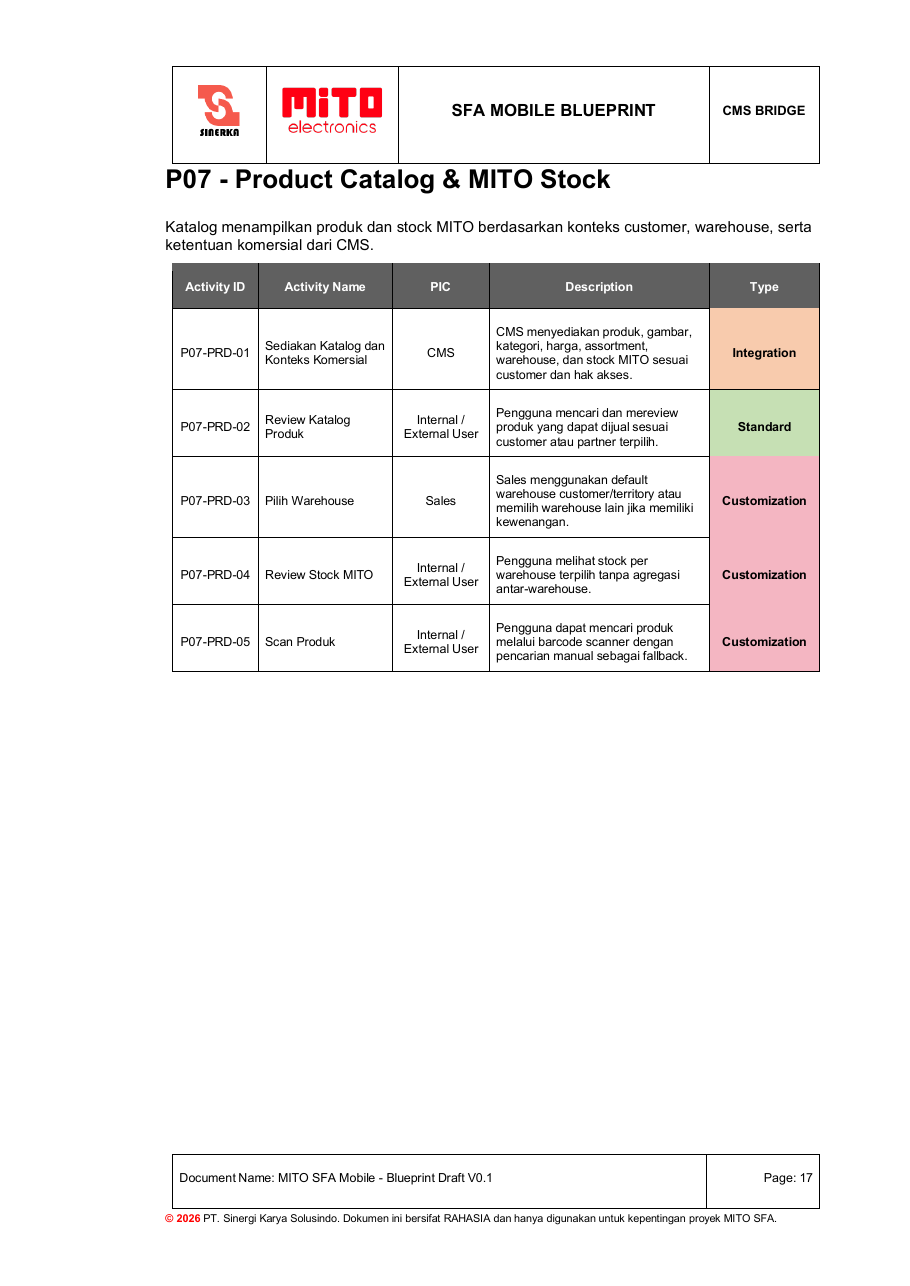 SINERKA
MiTO
electronics
SFA MOBILE BLUEPRINT
CMS BRIDGE
P07 - Product Catalog & MITO Stock
Katalog menampilkan produk dan stock MITO berdasarkan konteks customer, warehouse, serta
ketentuan komersial dari CMS.
Activity ID
Activity Name
PIC
Description
Type
P07-PRD-01
Sediakan Katalog dan
Konteks Komersial
CMS
CMS menyediakan produk, gambar,
kategori, harga, assortment,
warehouse, dan stock MITO sesuai
customer dan hak akses.
Integration
P07-PRD-02
Review Katalog
Produk
Internal /
External User
Pengguna mencari dan mereview
produk yang dapat dijual sesuai
customer atau partner terpilih.
Standard
P07-PRD-03
Pilih Warehouse
Sales
Sales menggunakan default
warehouse customer/territory atau
memilih warehouse lain jika memiliki
kewenangan.
Customization
P07-PRD-04
Review Stock MITO
Internal /
External User
Pengguna melihat stock per
warehouse terpilih tanpa agregasi
antar-warehouse.
Customization
P07-PRD-05
Scan Produk
Internal /
External User
Pengguna dapat mencari produk
melalui barcode scanner dengan
pencarian manual sebagai fallback.
Customization
Document Name: MITO SFA Mobile - Blueprint Draft V0.1
Page: 17
© 2026 PT. Sinergi Karya Solusindo. Dokumen ini bersifat RAHASIA dan hanya digunakan untuk kepentingan proyek MITO SFA.